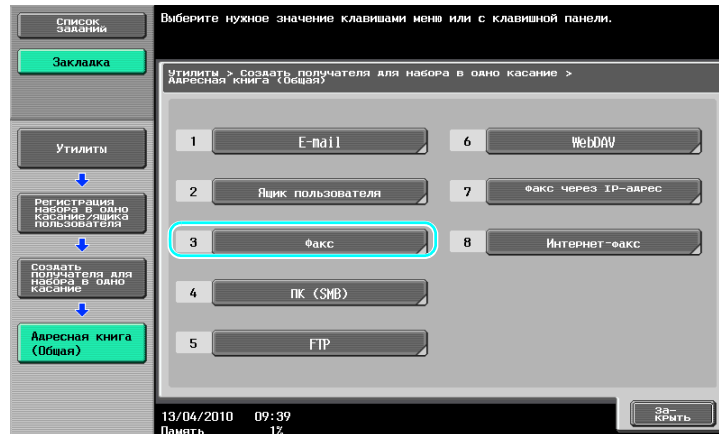 Список
заданий
Выберите нужное значение клавишами меню или с клавишной панели.
Закладка
Утилиты > Создать получателя для набора в одно касание >
Адресная книга (Общая)
1 E-mail
6 WebDAV
Утилиты
2 Ящик пользователя
7 Факс через IP-адрес
Регистрация
набора в одно
касание/ящика
пользователя
3 Факс
8 Интернет-факс
Создать
получателя для
набора в одно
касание
4 ПК (SMB)
Адресная книга
(Общая)
5 FTP
За-
крыть
13/04/2010 09:39
Память 1%